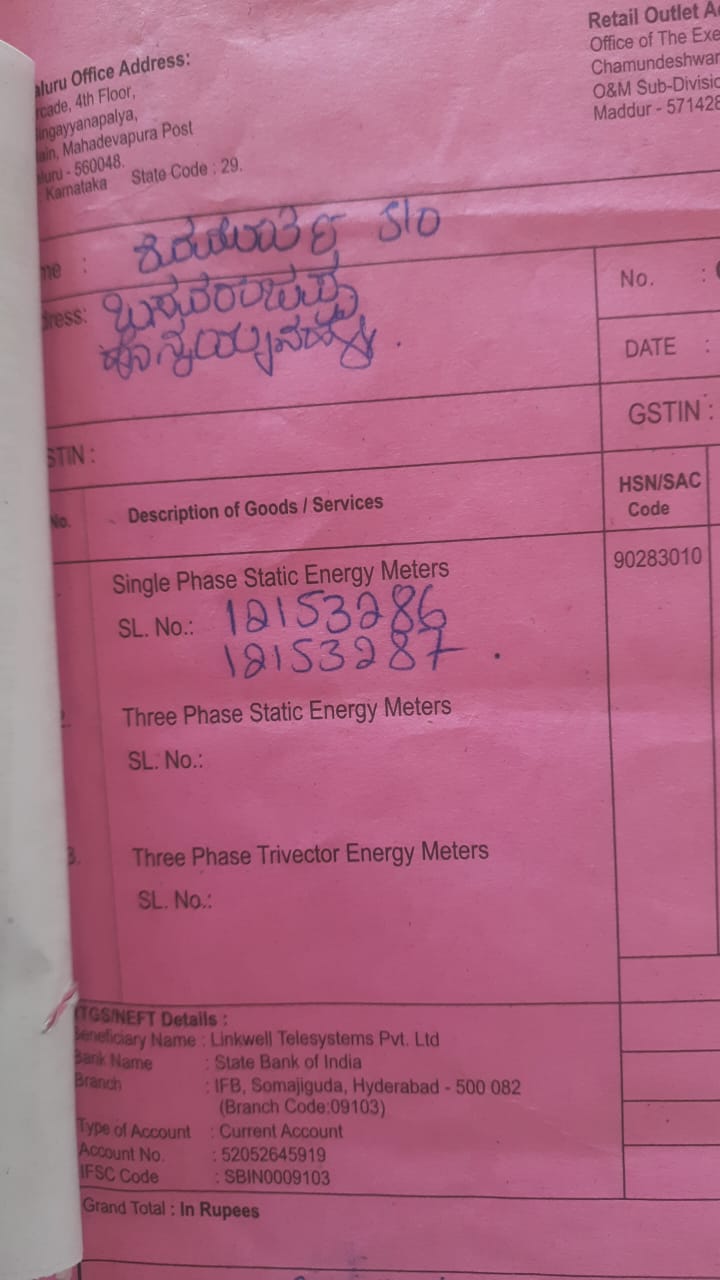 aluru Office Address:
rcade, 4th Floor,
ingayyanapalya,
ain, Mahadevapura Post
aluru - 560048.
Karnataka State Code : 29.
Retail Outlet A
Office of The Exe
Chamundeshwar
O&M Sub-Divisio
Maddur - 571428
me : S/O
dress: ಬಸವರಾಜಪ್ಪ
No. :
DATE :
STIN :
GSTIN :
No. Description of Goods / Services HSN/SAC Code
Single Phase Static Energy Meters 90283010
SL. No.: 12153286
12153287 .
2. Three Phase Static Energy Meters
SL. No.:
3. Three Phase Trivector Energy Meters
SL. No.:
RTGS/NEFT Details :
Beneficiary Name : Linkwell Telesystems Pvt. Ltd
Bank Name : State Bank of India
Branch : IFB, Somajiguda, Hyderabad - 500 082
(Branch Code:09103)
Type of Account : Current Account
Account No. : 52052645919
IFSC Code : SBIN0009103
Grand Total : In Rupees